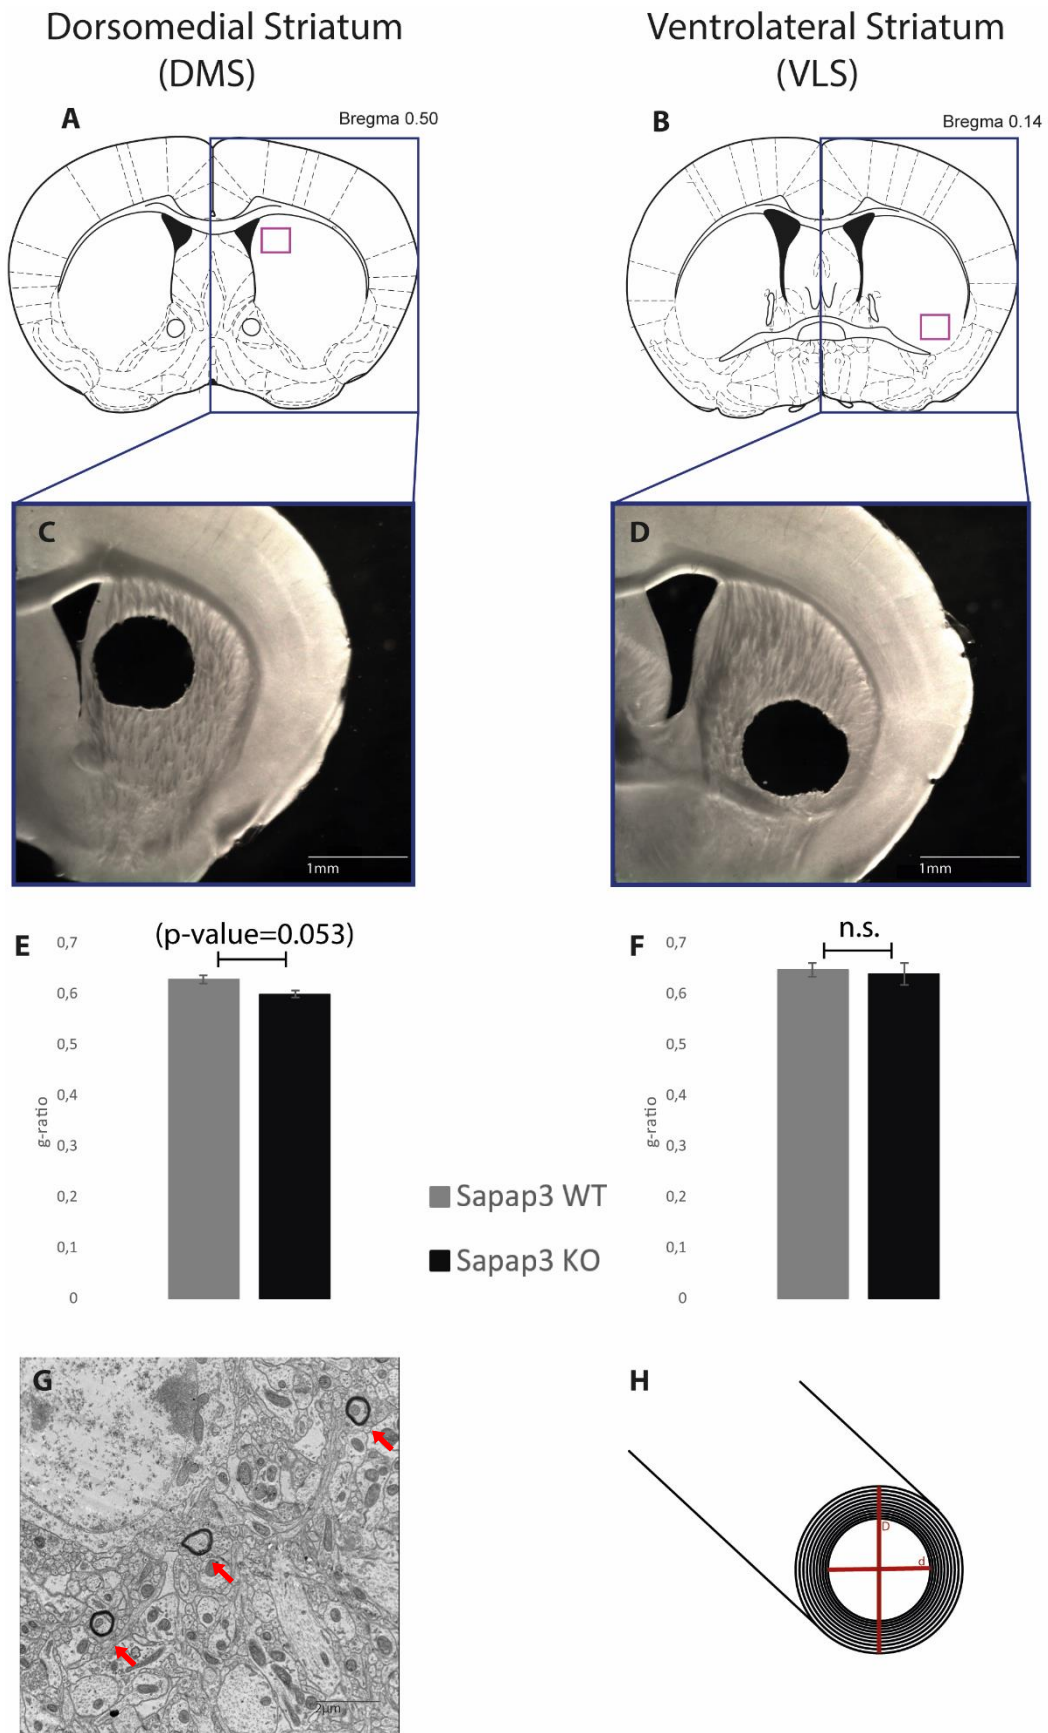 Dorsomedial Striatum
(DMS)
Ventrolateral Striatum
(VLS)
A
Bregma 0.50
B
Bregma 0.14
C
1mm
D
1mm
E
(p-value=0.053)
0,7
0,6
0,5
0,4
0,3
0,2
0,1
0
g-ratio
F
n.s.
0,7
0,6
0,5
0,4
0,3
0,2
0,1
0
g-ratio
Sapap3 WT
Sapap3 KO
G
2µm
H
D
d